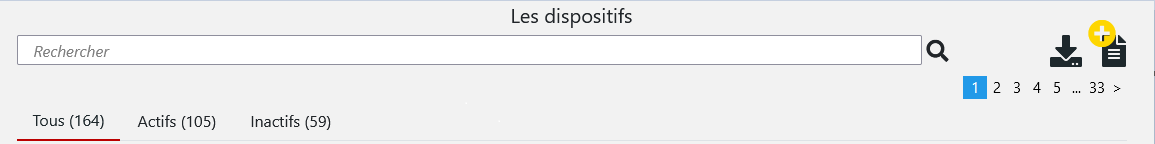 Les dispositifs
Rechercher
1 2 3 4 5 ... 33 >
Tous (164) Actifs (105) Inactifs (59)